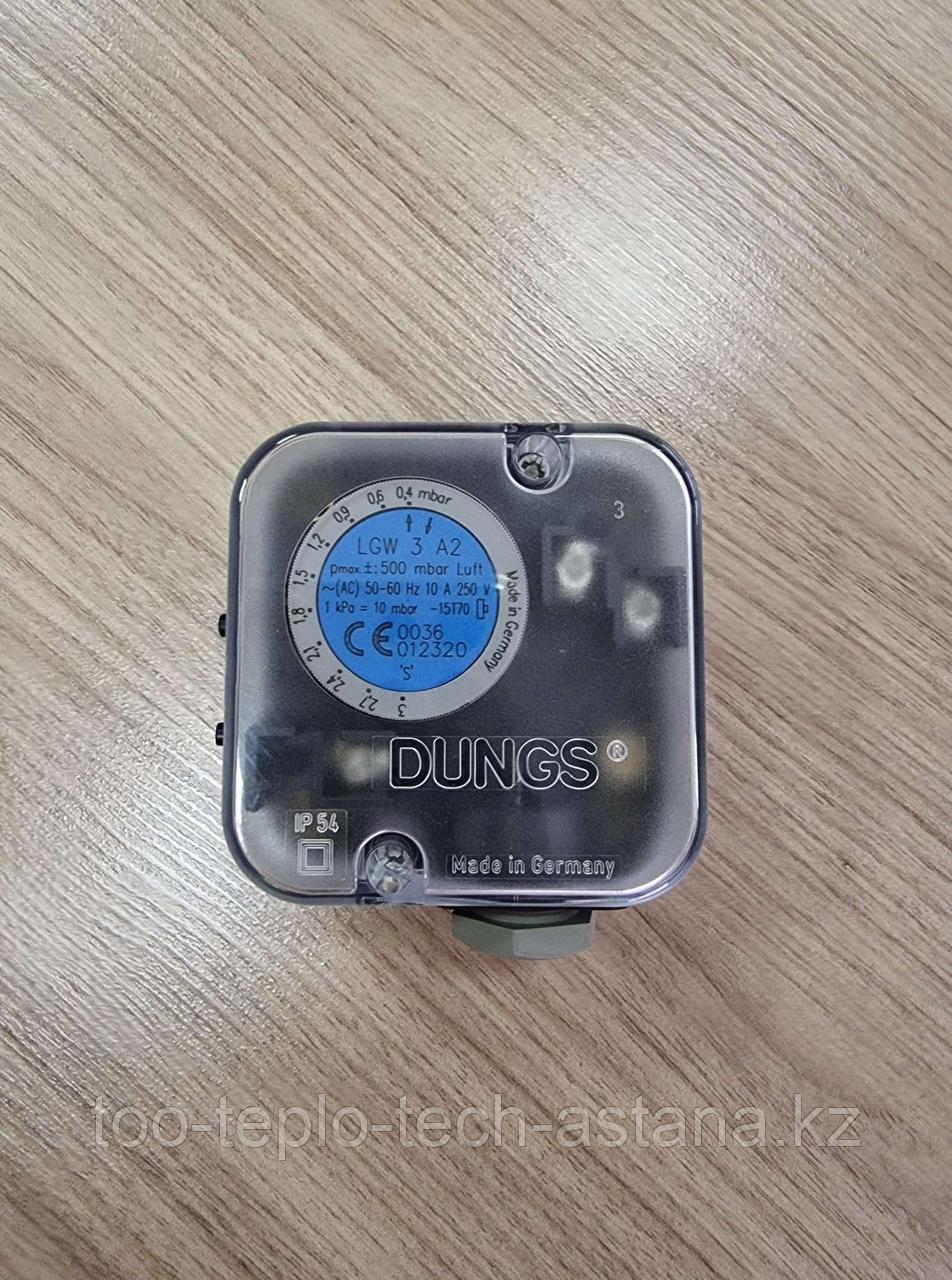 0,4 mbar
0,6
0,9
1,2
1,5
1,8
2,1
2,4
2,7
3
Made in Germany
LGW 3 A2
pmax. ±: 500 mbar Luft
~(AC) 50-60 Hz 10 A 250 V
1 kPa = 10 mbar -15T70
CE 0036
012320
'S'
3
DUNGS®
IP 54
Made in Germany
too-teplo-tech-astana.kz